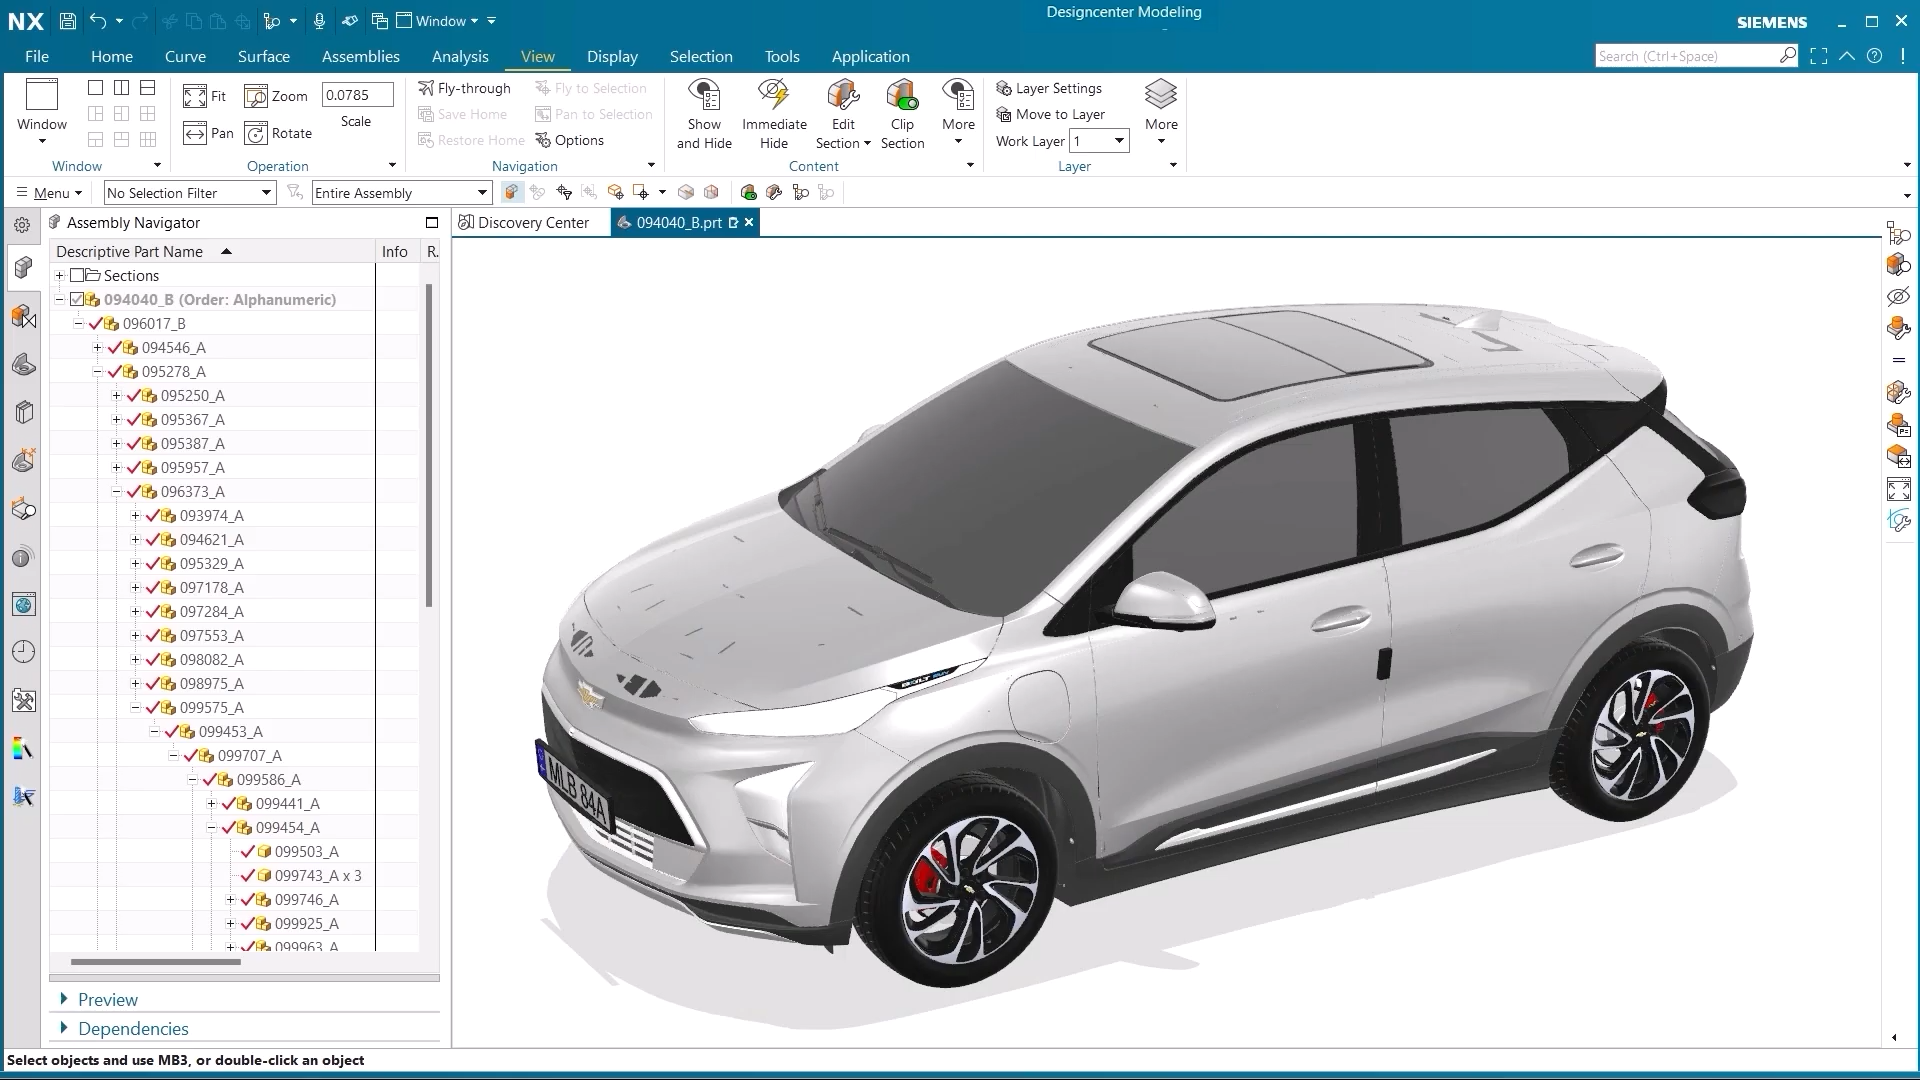 NX
Window
Designcenter Modeling
SIEMENS
File
Home
Curve
Surface
Assemblies
Analysis
View
Display
Selection
Tools
Application
Search (Ctrl+Space)
Window
Fit
Zoom
0.0785
Pan
Rotate
Scale
Fly-through
Save Home
Restore Home
Fly to Selection
Pan to Selection
Options
Show
and Hide
Immediate
Hide
Edit
Section
Clip
Section
More
Layer Settings
Move to Layer
Work Layer 1
More
Window
Operation
Navigation
Content
Layer
Menu
No Selection Filter
Entire Assembly
Assembly Navigator
Discovery Center
094040_B.prt
Descriptive Part Name
Info
R.
Sections
094040_B (Order: Alphanumeric)
096017_B
094546_A
095278_A
095250_A
095367_A
095387_A
095957_A
096373_A
093974_A
094621_A
095329_A
097178_A
097284_A
097553_A
098082_A
098975_A
099575_A
099453_A
099707_A
099586_A
099441_A
099454_A
099503_A
099743_A x 3
099746_A
099925_A
099963_A
Preview
Dependencies
MLB 84A
BOLT EUV
Select objects and use MB3, or double-click an object